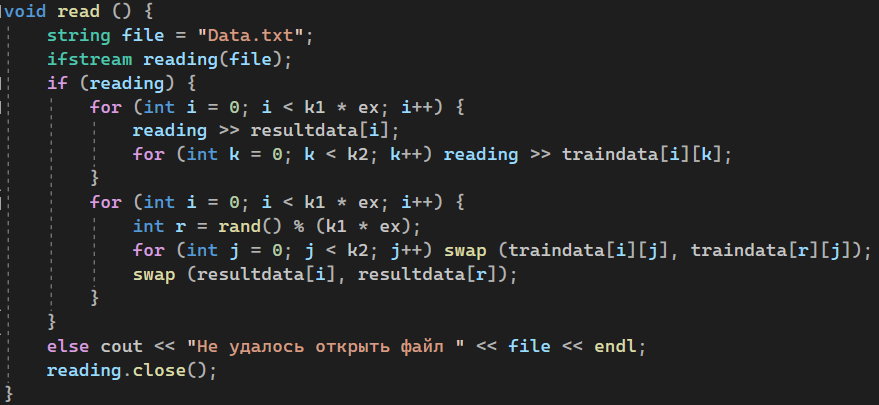 void read () {
string file = "Data.txt";
ifstream reading(file);
if (reading) {
for (int i = 0; i < k1 * ex; i++) {
reading >> resultdata[i];
for (int k = 0; k < k2; k++) reading >> traindata[i][k];
}
for (int i = 0; i < k1 * ex; i++) {
int r = rand() % (k1 * ex);
for (int j = 0; j < k2; j++) swap (traindata[i][j], traindata[r][j]);
swap (resultdata[i], resultdata[r]);
}
}
else cout << "Не удалось открыть файл " << file << endl;
reading.close();
}